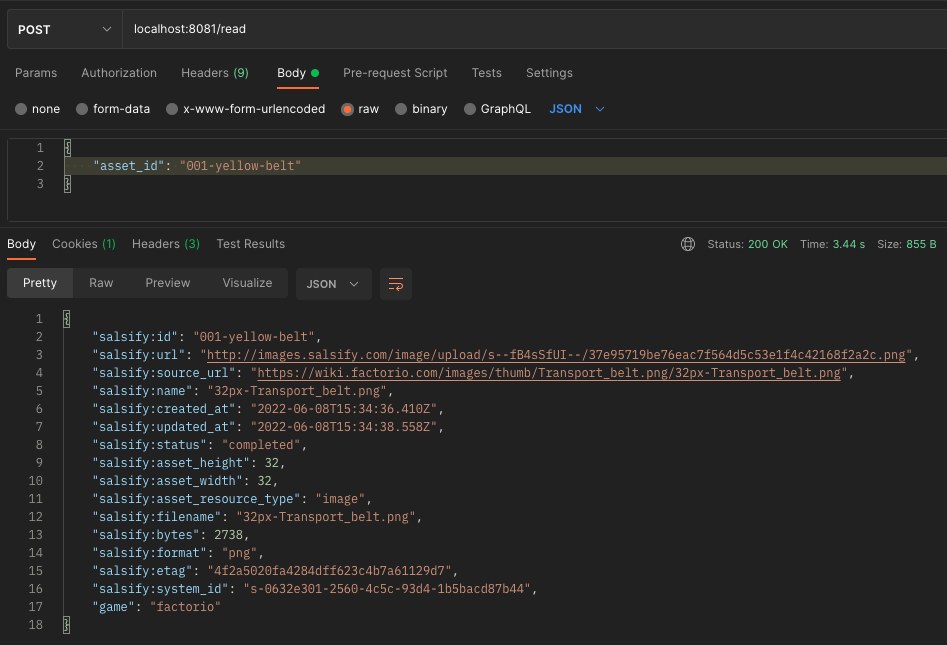 POST localhost:8081/read
Params Authorization Headers (9) Body Pre-request Script Tests Settings
none form-data x-www-form-urlencoded raw binary GraphQL JSON
1 {
2 "asset_id": "001-yellow-belt"
3 }
Body Cookies (1) Headers (3) Test Results Status: 200 OK Time: 3.44 s Size: 855 B
Pretty Raw Preview Visualize JSON
1 {
2 "salsify:id": "001-yellow-belt",
3 "salsify:url": "http://images.salsify.com/image/upload/s--fB4sSfUI--/37e95719be76eac7f564d5c53e1f4c42168f2a2c.png",
4 "salsify:source_url": "https://wiki.factorio.com/images/thumb/Transport_belt.png/32px-Transport_belt.png",
5 "salsify:name": "32px-Transport_belt.png",
6 "salsify:created_at": "2022-06-08T15:34:36.410Z",
7 "salsify:updated_at": "2022-06-08T15:34:38.558Z",
8 "salsify:status": "completed",
9 "salsify:asset_height": 32,
10 "salsify:asset_width": 32,
11 "salsify:asset_resource_type": "image",
12 "salsify:filename": "32px-Transport_belt.png",
13 "salsify:bytes": 2738,
14 "salsify:format": "png",
15 "salsify:etag": "4f2a5020fa4284dff623c4b7a61129d7",
16 "salsify:system_id": "s-0632e301-2560-4c5c-93d4-1b5bacd87b44",
17 "game": "factorio"
18 }